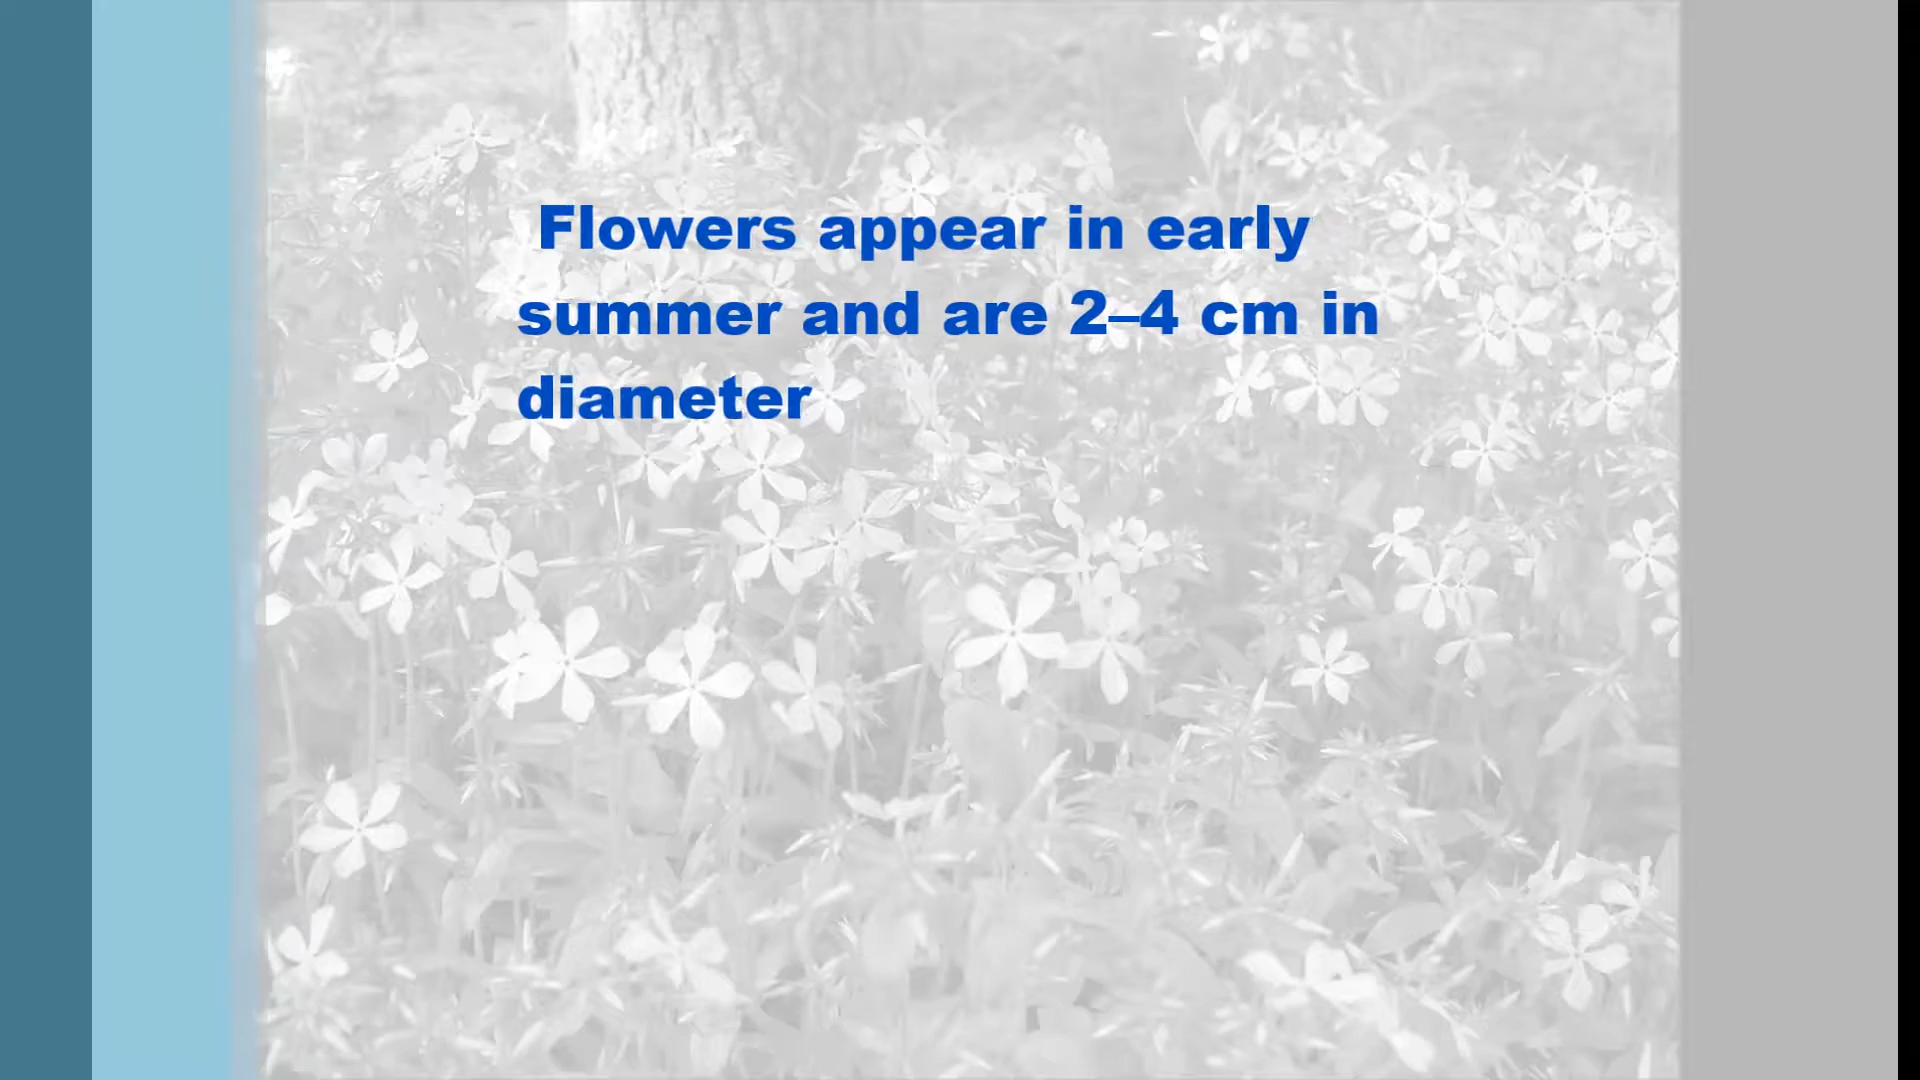 Flowers appear in early
summer and are 2–4 cm in
diameter